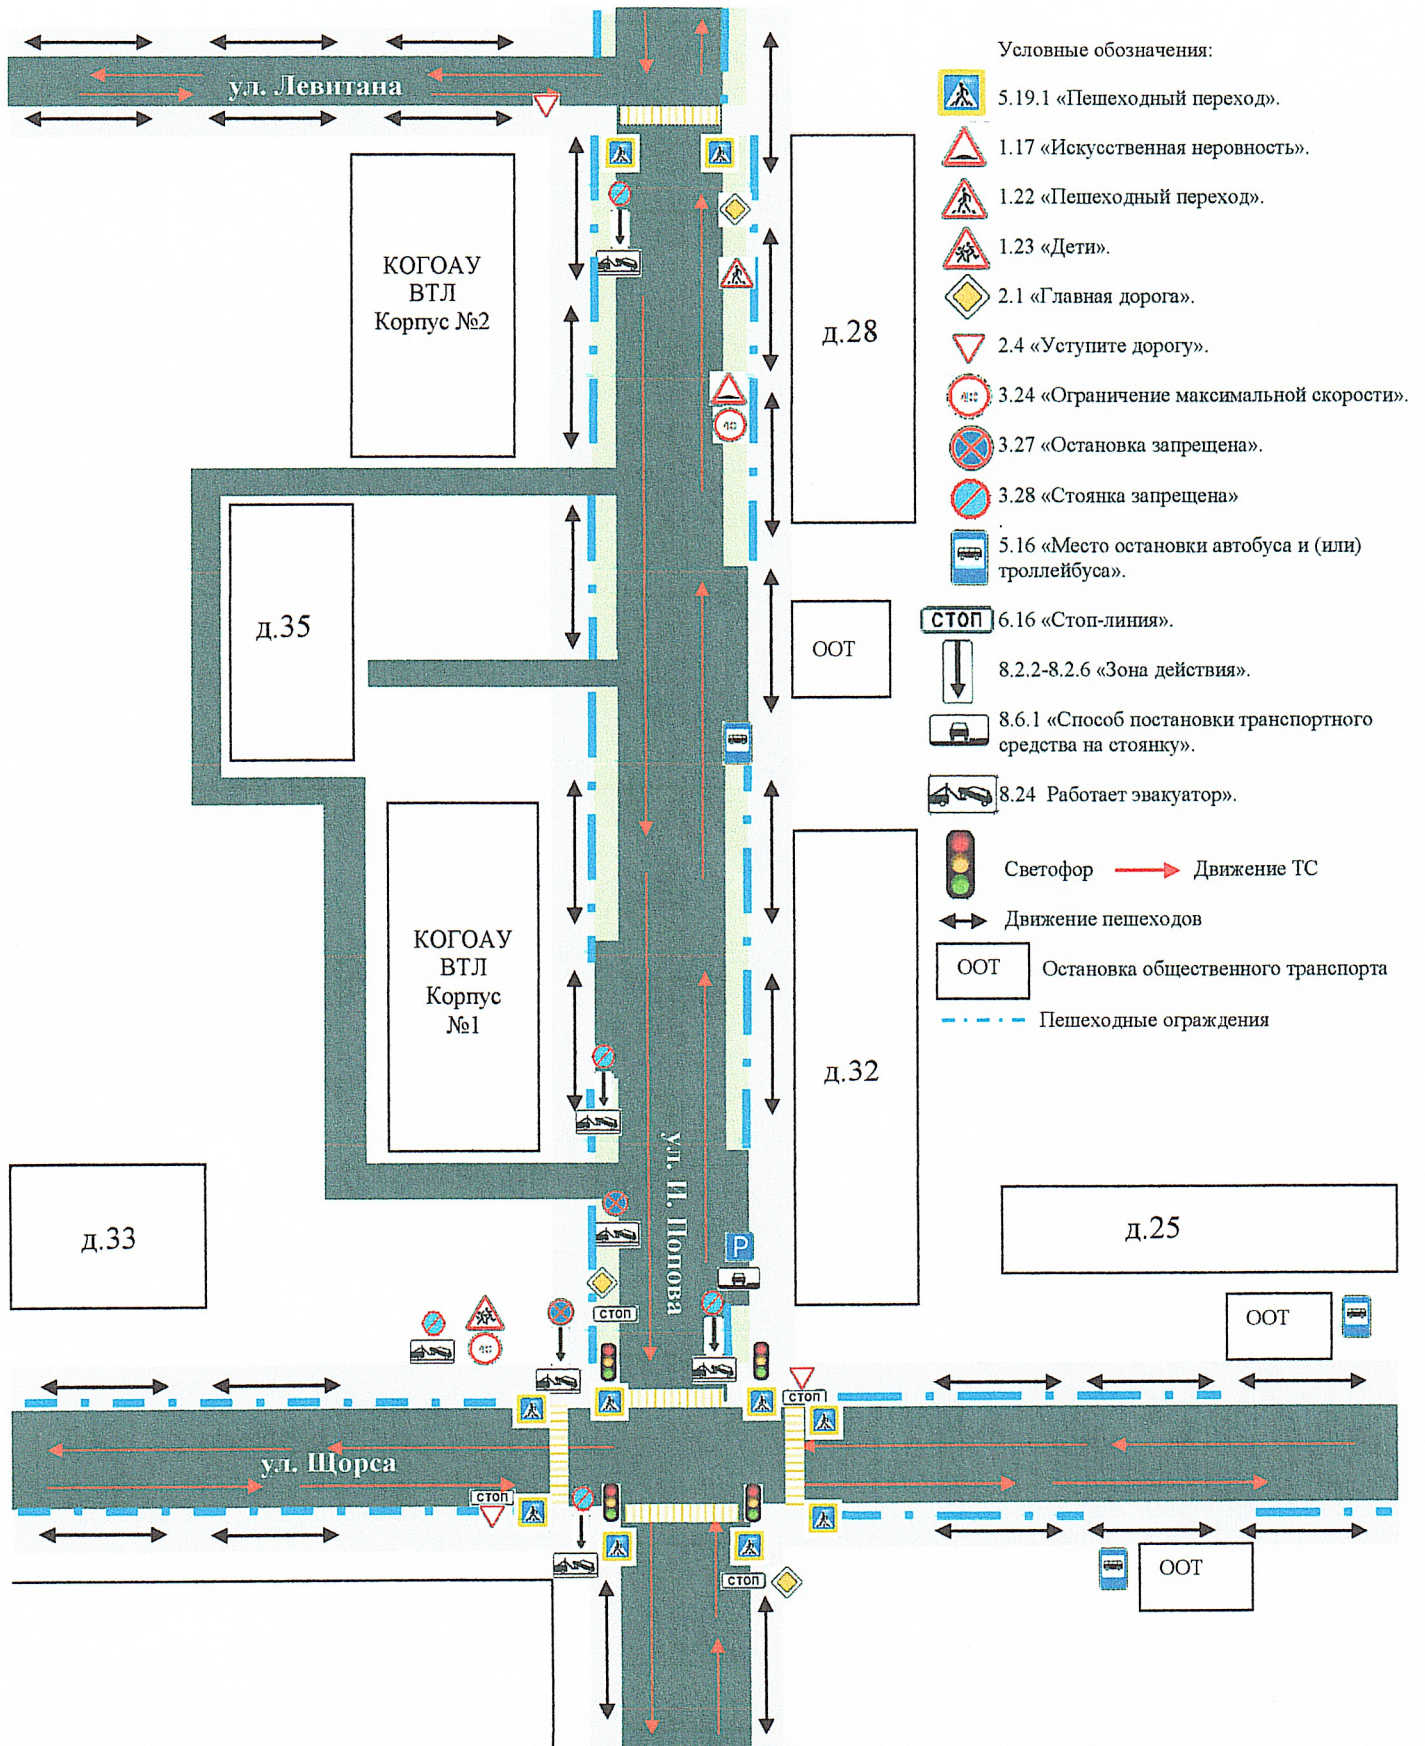 Условные обозначения:
5.19.1 «Пешеходный переход».
1.17 «Искусственная неровность».
1.22 «Пешеходный переход».
1.23 «Дети».
2.1 «Главная дорога».
2.4 «Уступите дорогу».
40
3.24 «Ограничение максимальной скорости».
3.27 «Остановка запрещена».
3.28 «Стоянка запрещена»
5.16 «Место остановки автобуса и (или)
троллейбуса».
СТОП
6.16 «Стоп-линия».
8.2.2-8.2.6 «Зона действия».
8.6.1 «Способ постановки транспортного
средства на стоянку».
8.24 Работает эвакуатор».
Светофор
Движение ТС
Движение пешеходов
ООТ
Остановка общественного транспорта
Пешеходные ограждения
ул. Левитана
КОГОАУ
ВТЛ
Корпус №2
д.28
40
д.35
ООТ
КОГОАУ
ВТЛ
Корпус
№1
д.32
ул. И. Попова
д.33
д.25
P
СТОП
40
ООТ
СТОП
ул. Щорса
СТОП
СТОП
ООТ